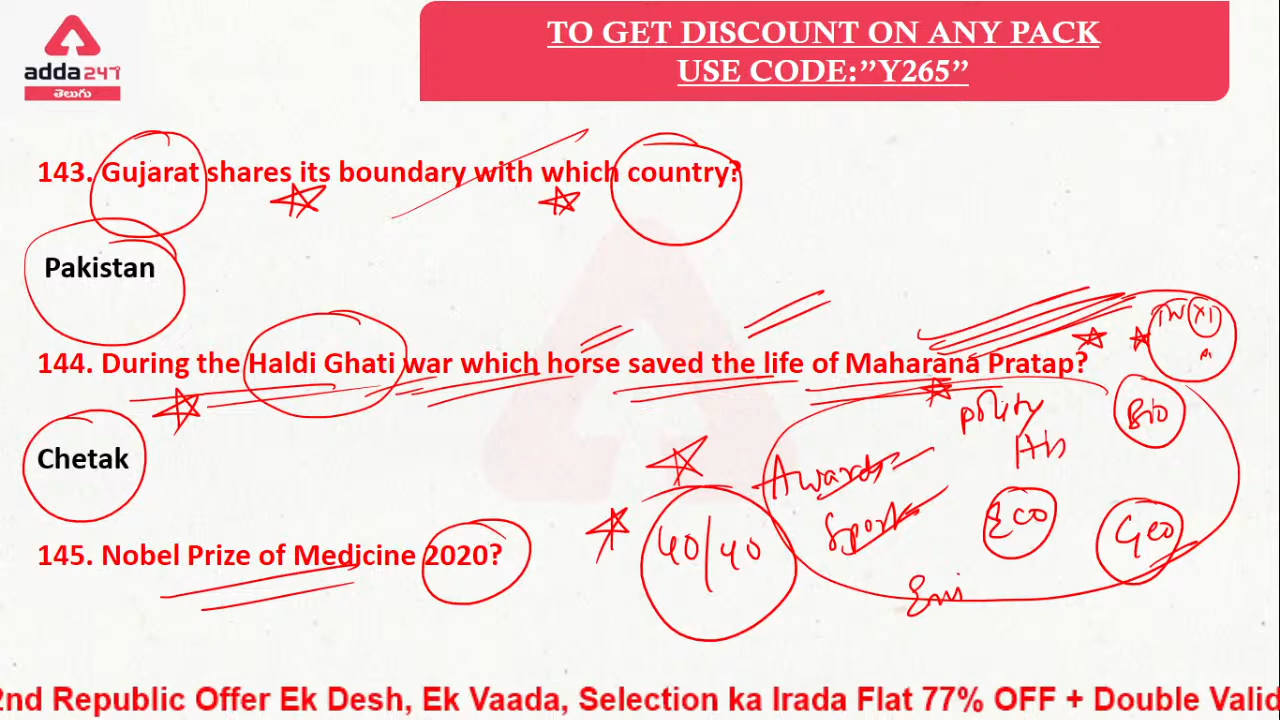 TO GET DISCOUNT ON ANY PACK
USE CODE:”Y265”
adda247
తెలుగు
143. Gujarat shares its boundary with which country?
Pakistan
144. During the Haldi Ghati war which horse saved the life of Maharana Pratap?
Chetak
145. Nobel Prize of Medicine 2020?
polity
Bio
Awards
Sports
Eco
Geo
40/40
2nd Republic Offer Ek Desh, Ek Vaada, Selection ka Irada Flat 77% OFF + Double Valid